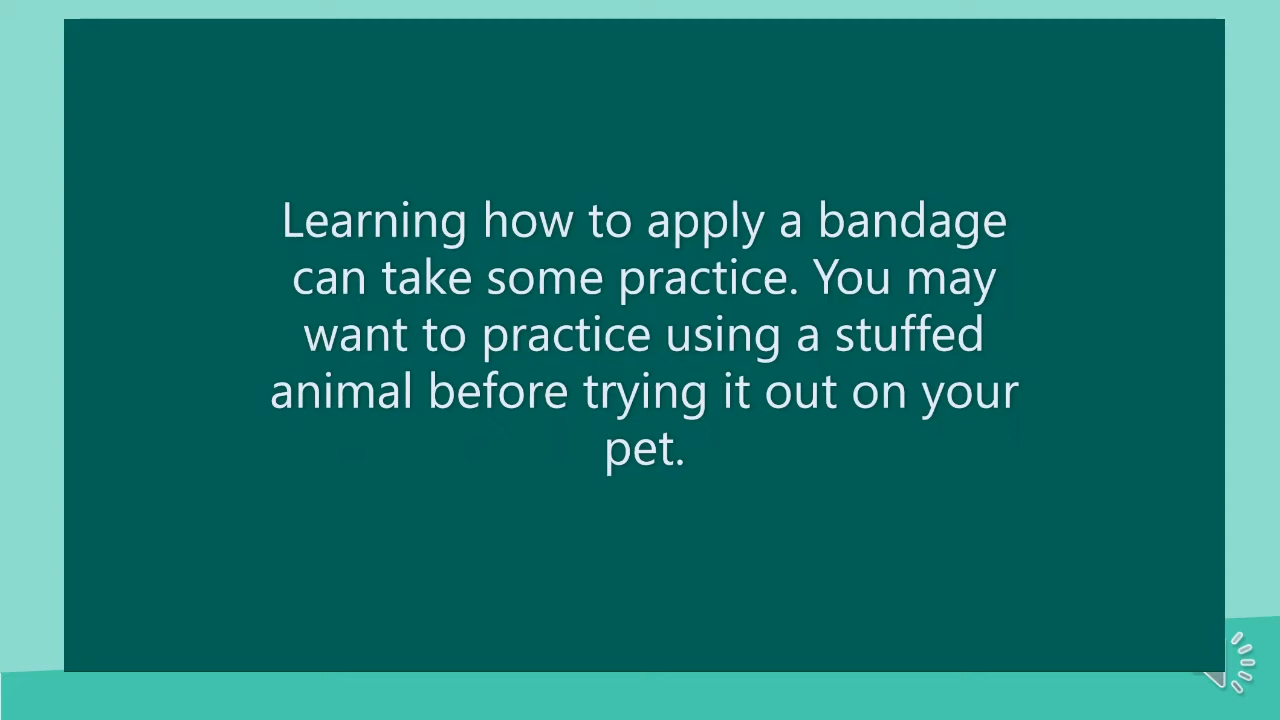 Learning how to apply a bandage
can take some practice. You may
want to practice using a stuffed
animal before trying it out on your
pet.